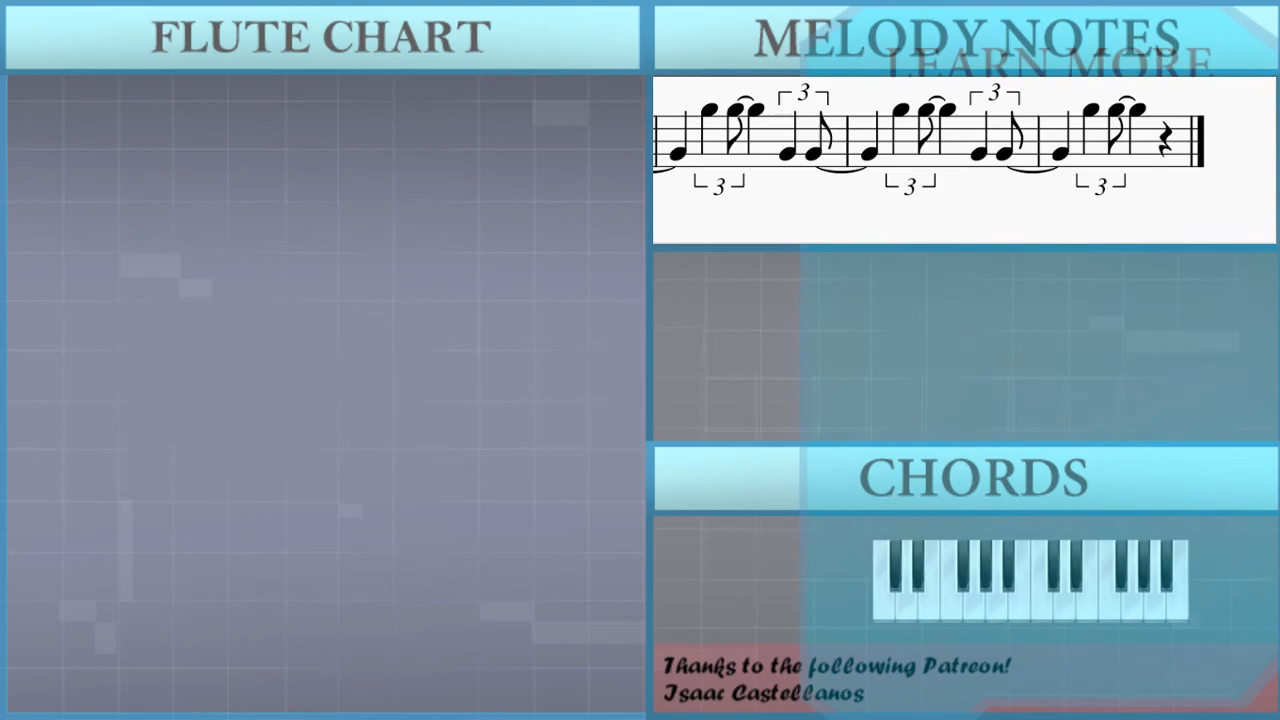 FLUTE CHART
MELODY NOTES
LEARN MORE
3 3
3 3 3
CHORDS
Thanks to the following Patreon!
Isaac Castellanos